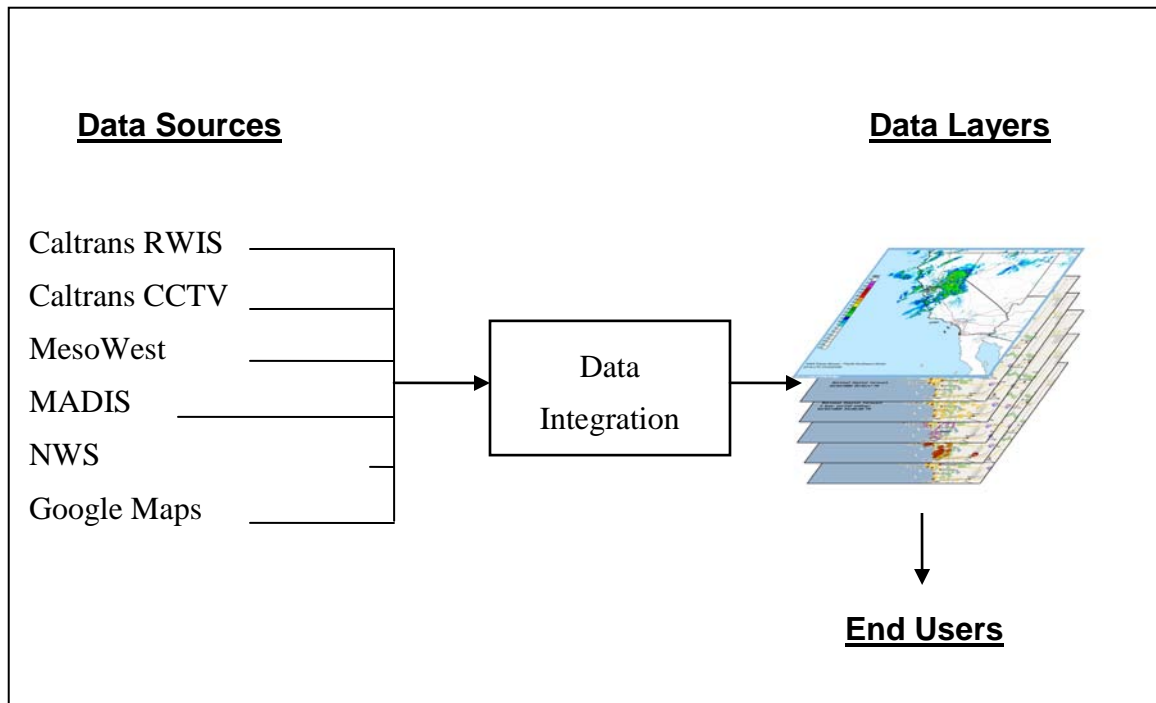 Data Sources
Data Layers
Caltrans RWIS
Caltrans CCTV
MesoWest
MADIS
NWS
Google Maps
Data
Integration
End Users